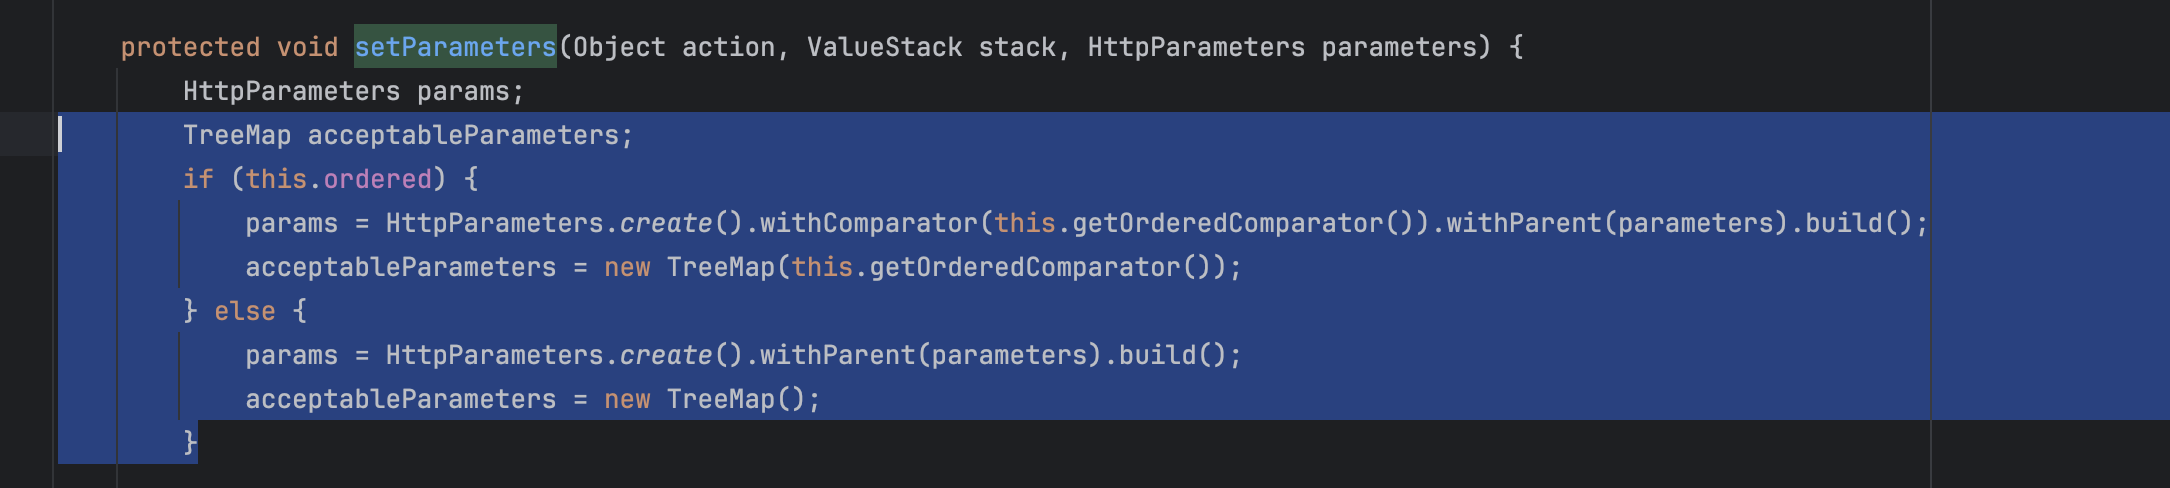 protected void setParameters(Object action, ValueStack stack, HttpParameters parameters) {
HttpParameters params;
TreeMap acceptableParameters;
if (this.ordered) {
params = HttpParameters.create().withComparator(this.getOrderedComparator()).withParent(parameters).build();
acceptableParameters = new TreeMap(this.getOrderedComparator());
} else {
params = HttpParameters.create().withParent(parameters).build();
acceptableParameters = new TreeMap();
}